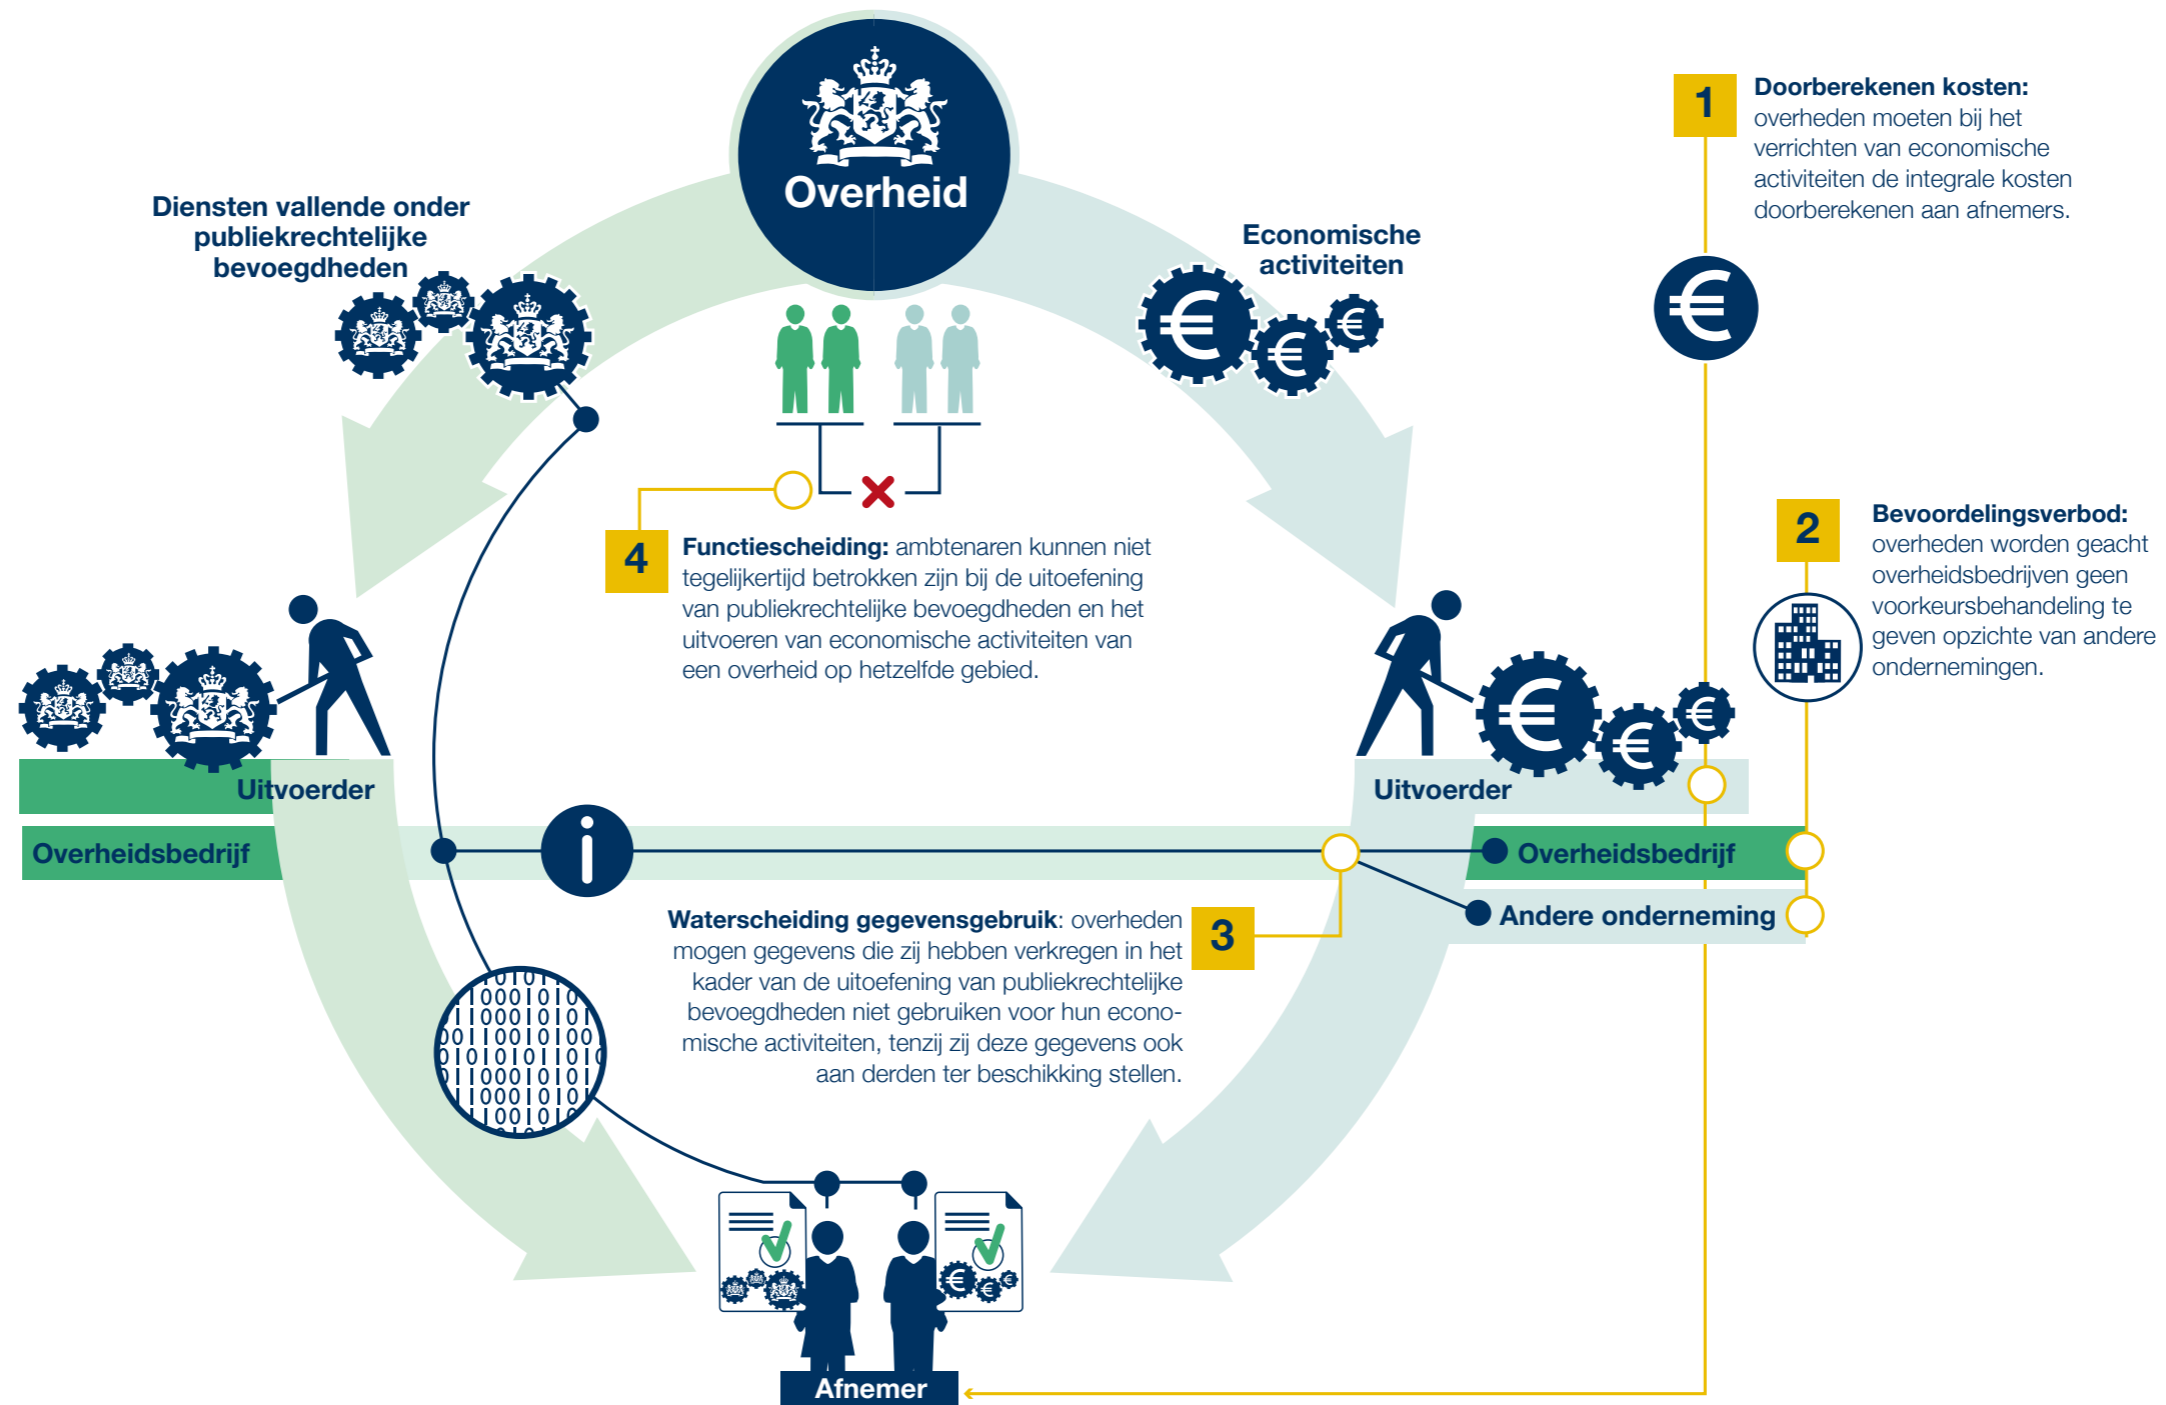 Overheid
Diensten vallende onder
publiekrechtelijke
bevoegdheden
Economische
activiteiten
1
Doorberekenen kosten:
overheden moeten bij het
verrichten van economische
activiteiten de integrale kosten
doorberekenen aan afnemers.
2
Bevoordelingsverbod:
overheden worden geacht
overheidsbedrijven geen
voorkeursbehandeling te
geven opzichte van andere
ondernemingen.
4
Functiescheiding: ambtenaren kunnen niet
tegelijkertijd betrokken zijn bij de uitoefening
van publiekrechtelijke bevoegdheden en het
uitvoeren van economische activiteiten van
een overheid op hetzelfde gebied.
Uitvoerder
Overheidsbedrijf
Uitvoerder
Overheidsbedrijf
Andere onderneming
3
Waterscheiding gegevensgebruik: overheden
mogen gegevens die zij hebben verkregen in het
kader van de uitoefening van publiekrechtelijke
bevoegdheden niet gebruiken voor hun econo-
mische activiteiten, tenzij zij deze gegevens ook
aan derden ter beschikking stellen.
Afnemer